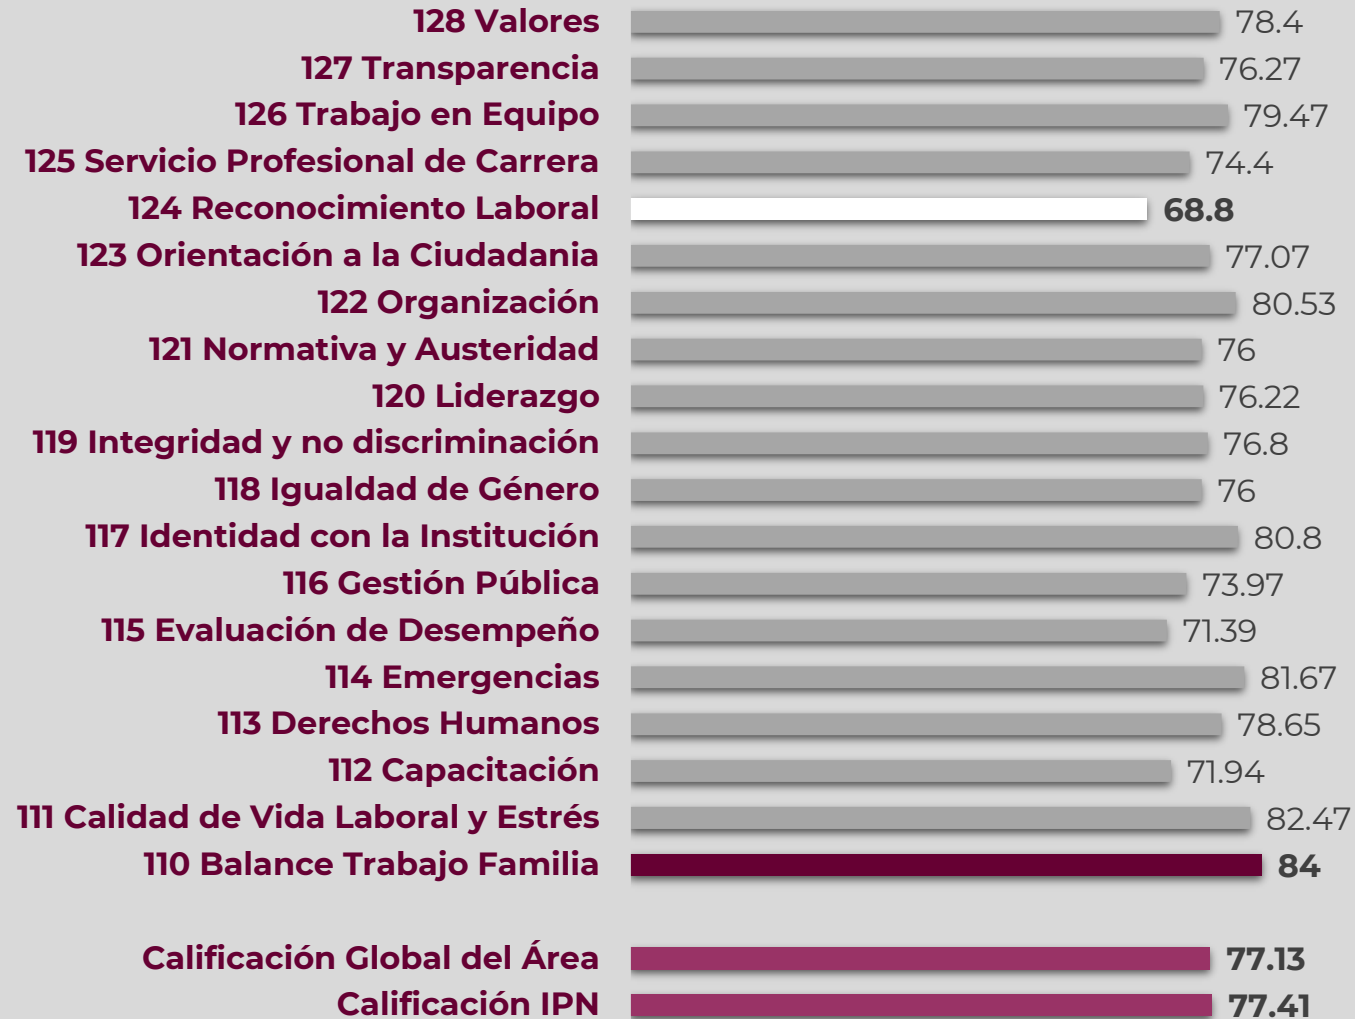 128 Valores 78.4
127 Transparencia 76.27
126 Trabajo en Equipo 79.47
125 Servicio Profesional de Carrera 74.4
124 Reconocimiento Laboral 68.8
123 Orientación a la Ciudadania 77.07
122 Organización 80.53
121 Normativa y Austeridad 76
120 Liderazgo 76.22
119 Integridad y no discriminación 76.8
118 Igualdad de Género 76
117 Identidad con la Institución 80.8
116 Gestión Pública 73.97
115 Evaluación de Desempeño 71.39
114 Emergencias 81.67
113 Derechos Humanos 78.65
112 Capacitación 71.94
111 Calidad de Vida Laboral y Estrés 82.47
110 Balance Trabajo Familia 84
Calificación Global del Área 77.13
Calificación IPN 77.41